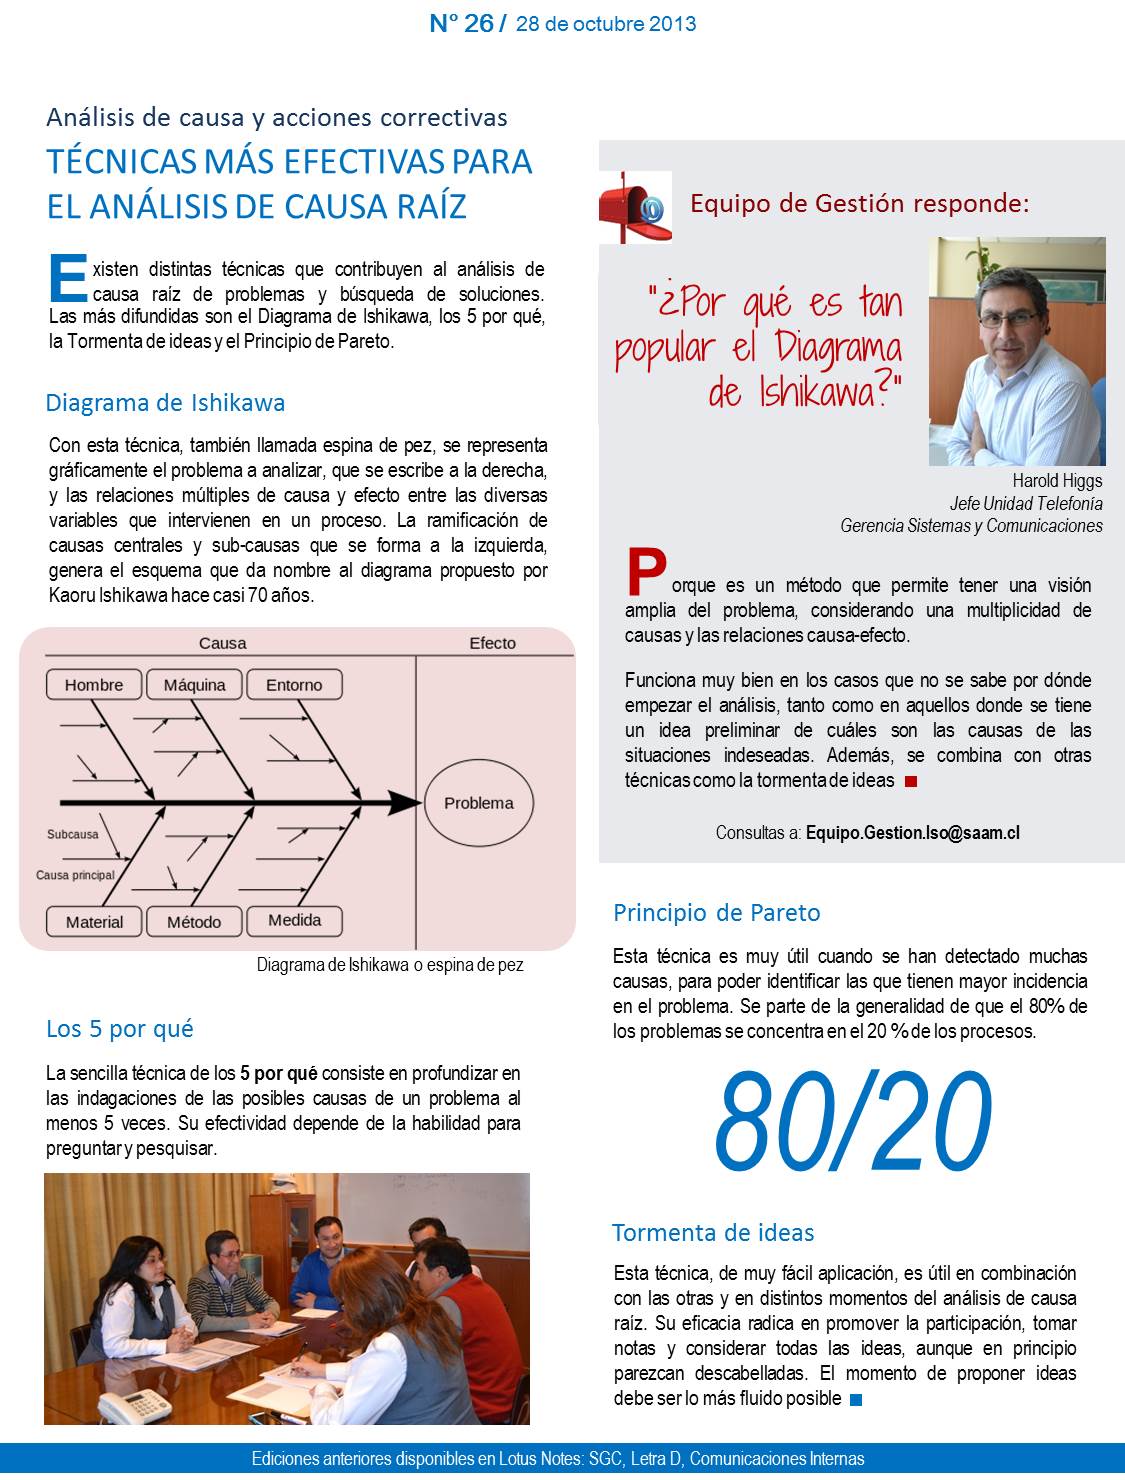 N° 26 / 28 de octubre 2013
Análisis de causa y acciones correctivas
TÉCNICAS MÁS EFECTIVAS PARA
EL ANÁLISIS DE CAUSA RAÍZ
Existen distintas técnicas que contribuyen al análisis de
causa raíz de problemas y búsqueda de soluciones.
Las más difundidas son el Diagrama de Ishikawa, los 5 por qué,
la Tormenta de ideas y el Principio de Pareto.
Diagrama de Ishikawa
Con esta técnica, también llamada espina de pez, se representa
gráficamente el problema a analizar, que se escribe a la derecha,
y las relaciones múltiples de causa y efecto entre las diversas
variables que intervienen en un proceso. La ramificación de
causas centrales y sub-causas que se forma a la izquierda,
genera el esquema que da nombre al diagrama propuesto por
Kaoru Ishikawa hace casi 70 años.
Causa Efecto
Hombre Máquina Entorno
Problema
Subcausa
Causa principal
Material Método Medida
Diagrama de Ishikawa o espina de pez
Los 5 por qué
La sencilla técnica de los 5 por qué consiste en profundizar en
las indagaciones de las posibles causas de un problema al
menos 5 veces. Su efectividad depende de la habilidad para
preguntar y pesquisar.
Equipo de Gestión responde:
"¿Por qué es tan
popular el Diagrama
de Ishikawa?"
Harold Higgs
Jefe Unidad Telefonía
Gerencia Sistemas y Comunicaciones
Porque es un método que permite tener una visión
amplia del problema, considerando una multiplicidad de
causas y las relaciones causa-efecto.
Funciona muy bien en los casos que no se sabe por dónde
empezar el análisis, tanto como en aquellos donde se tiene
un idea preliminar de cuáles son las causas de las
situaciones indeseadas. Además, se combina con otras
técnicas como la tormenta de ideas
Consultas a: Equipo.Gestion.Iso@saam.cl
Principio de Pareto
Esta técnica es muy útil cuando se han detectado muchas
causas, para poder identificar las que tienen mayor incidencia
en el problema. Se parte de la generalidad de que el 80% de
los problemas se concentra en el 20 % de los procesos.
80/20
Tormenta de ideas
Esta técnica, de muy fácil aplicación, es útil en combinación
con las otras y en distintos momentos del análisis de causa
raíz. Su eficacia radica en promover la participación, tomar
notas y considerar todas las ideas, aunque en principio
parezcan descabelladas. El momento de proponer ideas
debe ser lo más fluido posible
Ediciones anteriores disponibles en Lotus Notes: SGC, Letra D, Comunicaciones Internas